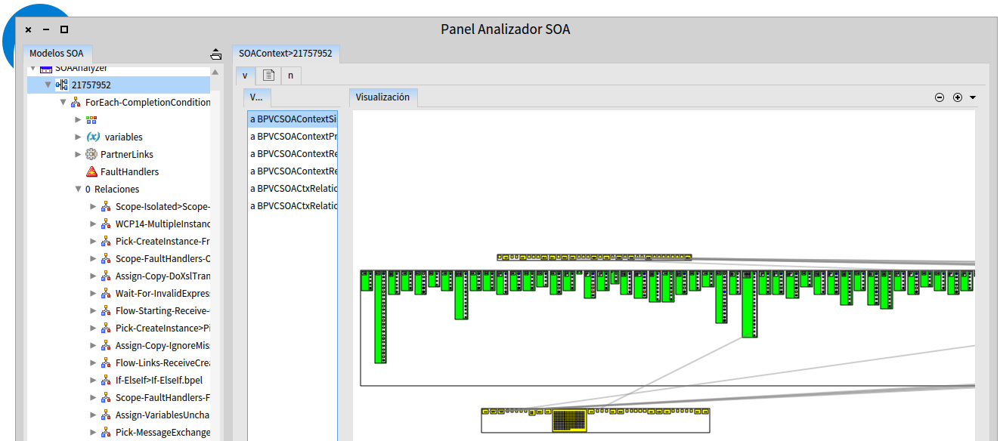 Panel Analizador SOA
Modelos SOA
SOAAnalyzer
21757952
ForEach-CompletionCondition
variables
PartnerLinks
FaultHandlers
0 Relaciones
Scope-Isolated>Scope-
WCP14-MultipleInstanc
Pick-CreateInstance-Fr
Scope-FaultHandlers-C
Assign-Copy-DoXslTran
Wait-For-InvalidExpres
Flow-Starting-Receive-
Pick-CreateInstance>Pi
Assign-Copy-IgnoreMis
Flow-Links-ReceiveCrea
If-ElseIf>If-ElseIf.bpel
Scope-FaultHandlers-F
Assign-VariablesUncha
Pick-MessageExchange
SOAContext>21757952
v
n
V...
a BPVCSOAContextSi
a BPVCSOAContextPr
a BPVCSOAContextRe
a BPVCSOAContextRe
a BPVCSOACtxRelatio
a BPVCSOACtxRelatio
Visualización